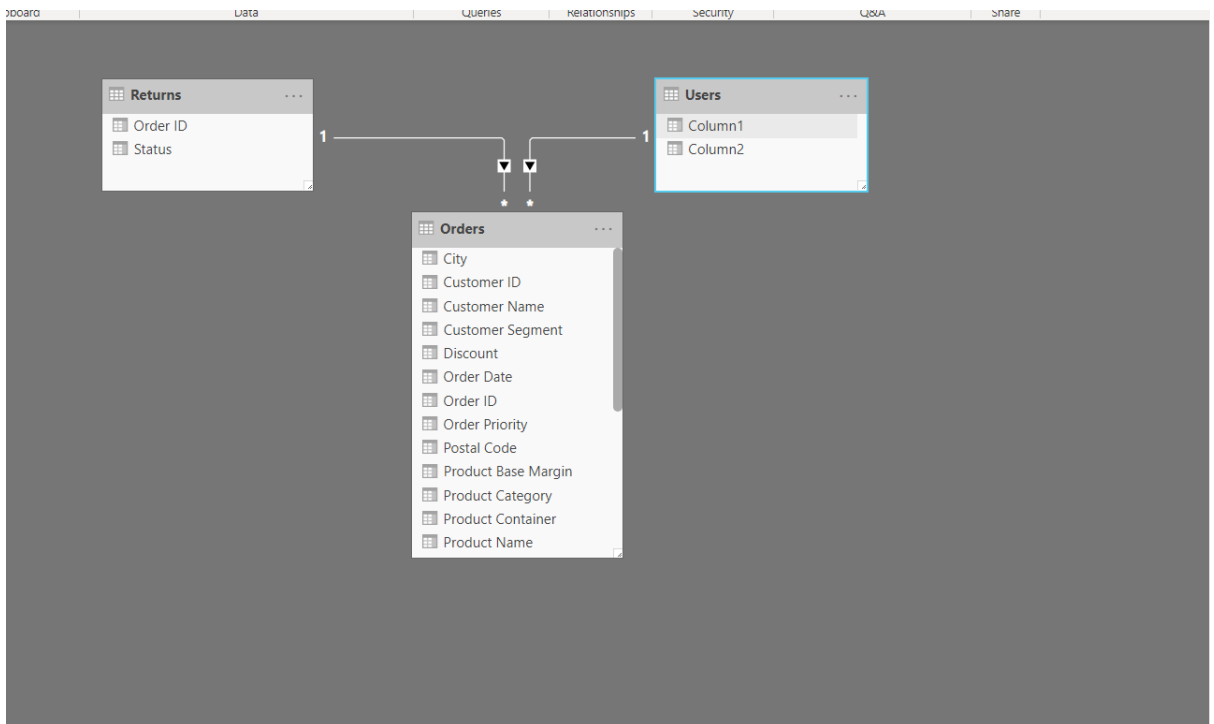 Data Queries Relationships Security Q&A Share
Returns ...
Order ID
Status
1
Users ...
Column1
Column2
1
* *
Orders ...
City
Customer ID
Customer Name
Customer Segment
Discount
Order Date
Order ID
Order Priority
Postal Code
Product Base Margin
Product Category
Product Container
Product Name